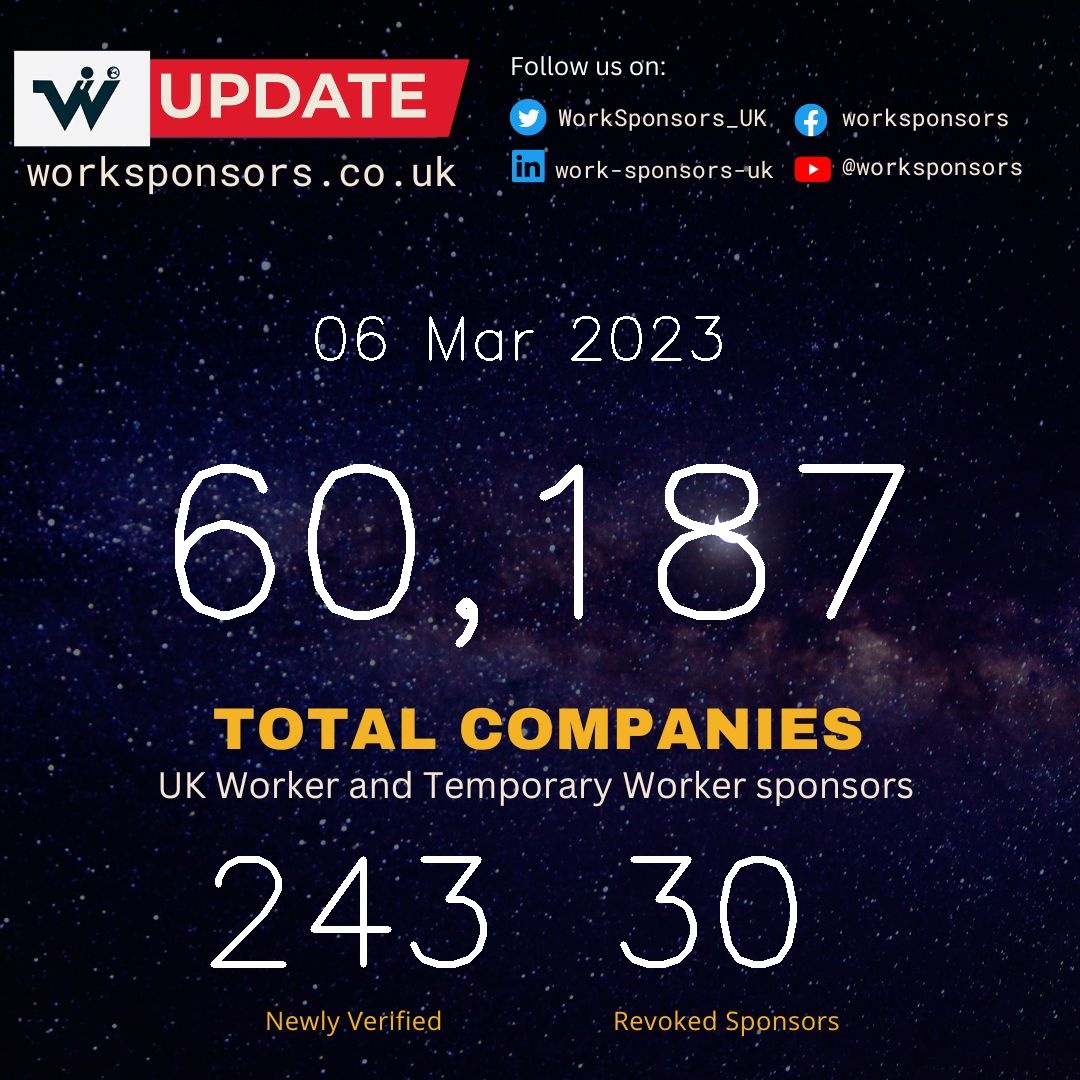 UPDATE
worksponsors.co.uk
Follow us on:
WorkSponsors_UK
worksponsors
work-sponsors-uk
@worksponsors
06 Mar 2023
60,187
TOTAL COMPANIES
UK Worker and Temporary Worker sponsors
243 30
Newly Verified Revoked Sponsors